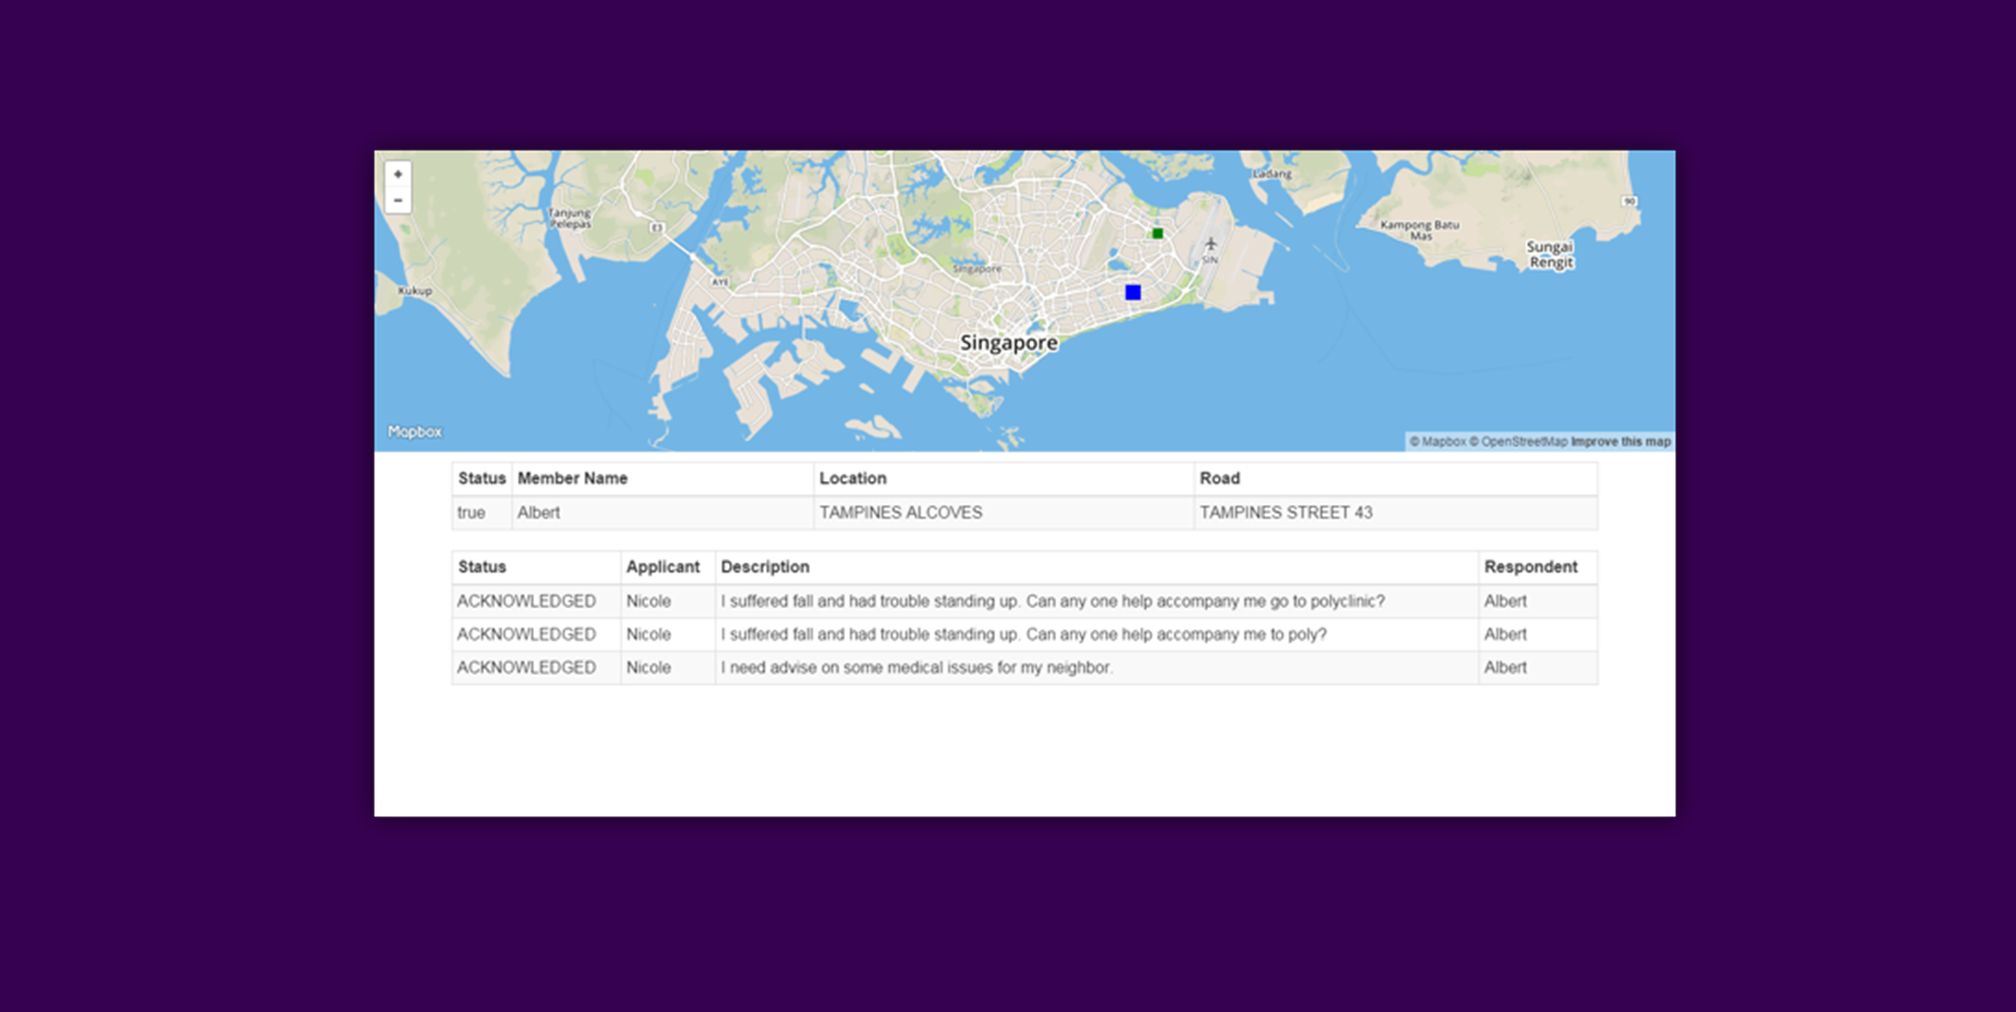 +
Ladang
90
Tanjung
Pelepas
E3
Kampong Batu
Mas
Sungai
Rengit
SIN
Singapore
AYE
Kukup
Singapore
−
Mapbox
© Mapbox © OpenStreetMap Improve this map
Status Member Name Location Road
true Albert TAMPINES ALCOVES TAMPINES STREET 43
Status Applicant Description Respondent
ACKNOWLEDGED Nicole I suffered fall and had trouble standing up. Can any one help accompany me go to polyclinic? Albert
ACKNOWLEDGED Nicole I suffered fall and had trouble standing up. Can any one help accompany me to poly? Albert
ACKNOWLEDGED Nicole I need advise on some medical issues for my neighbor. Albert